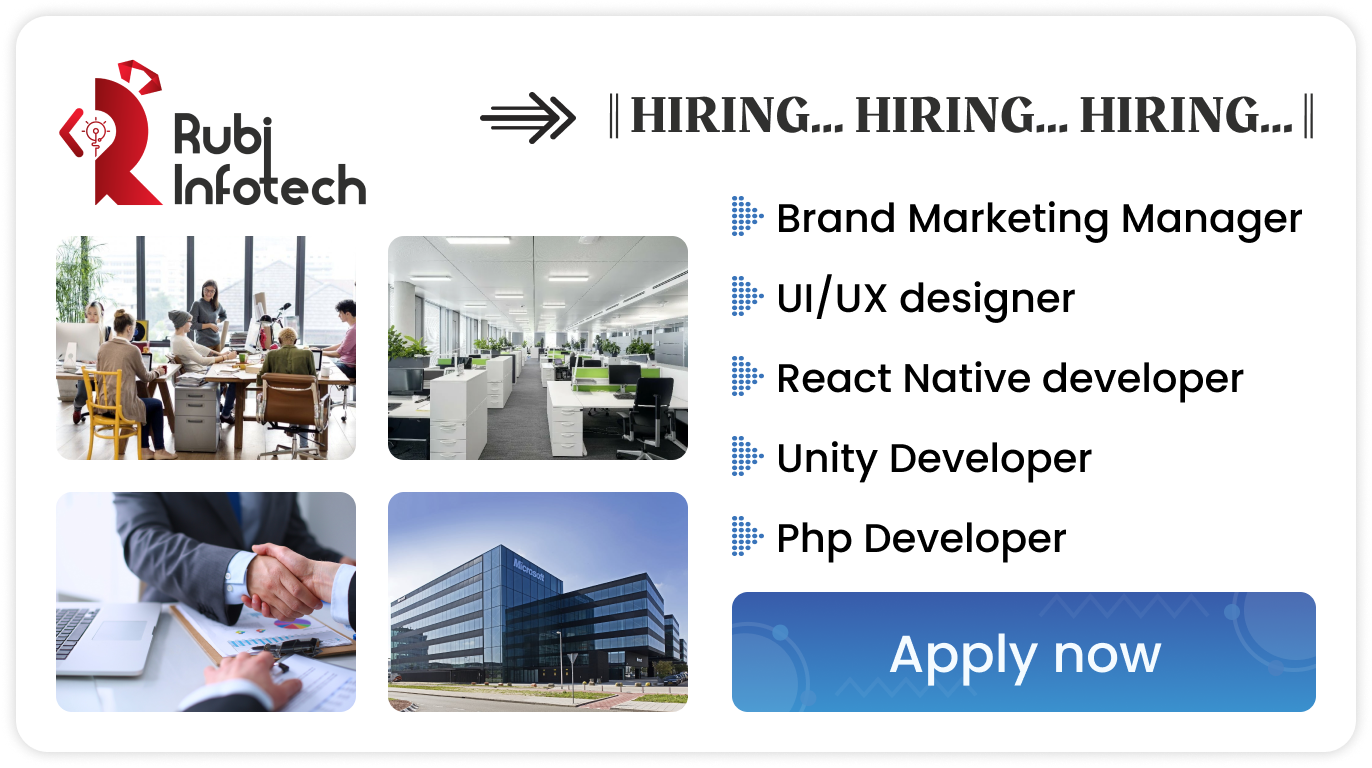 Rubi
Infotech
HIRING... HIRING... HIRING...
Brand Marketing Manager
UI/UX designer
React Native developer
Unity Developer
Php Developer
Microsoft
Apply now